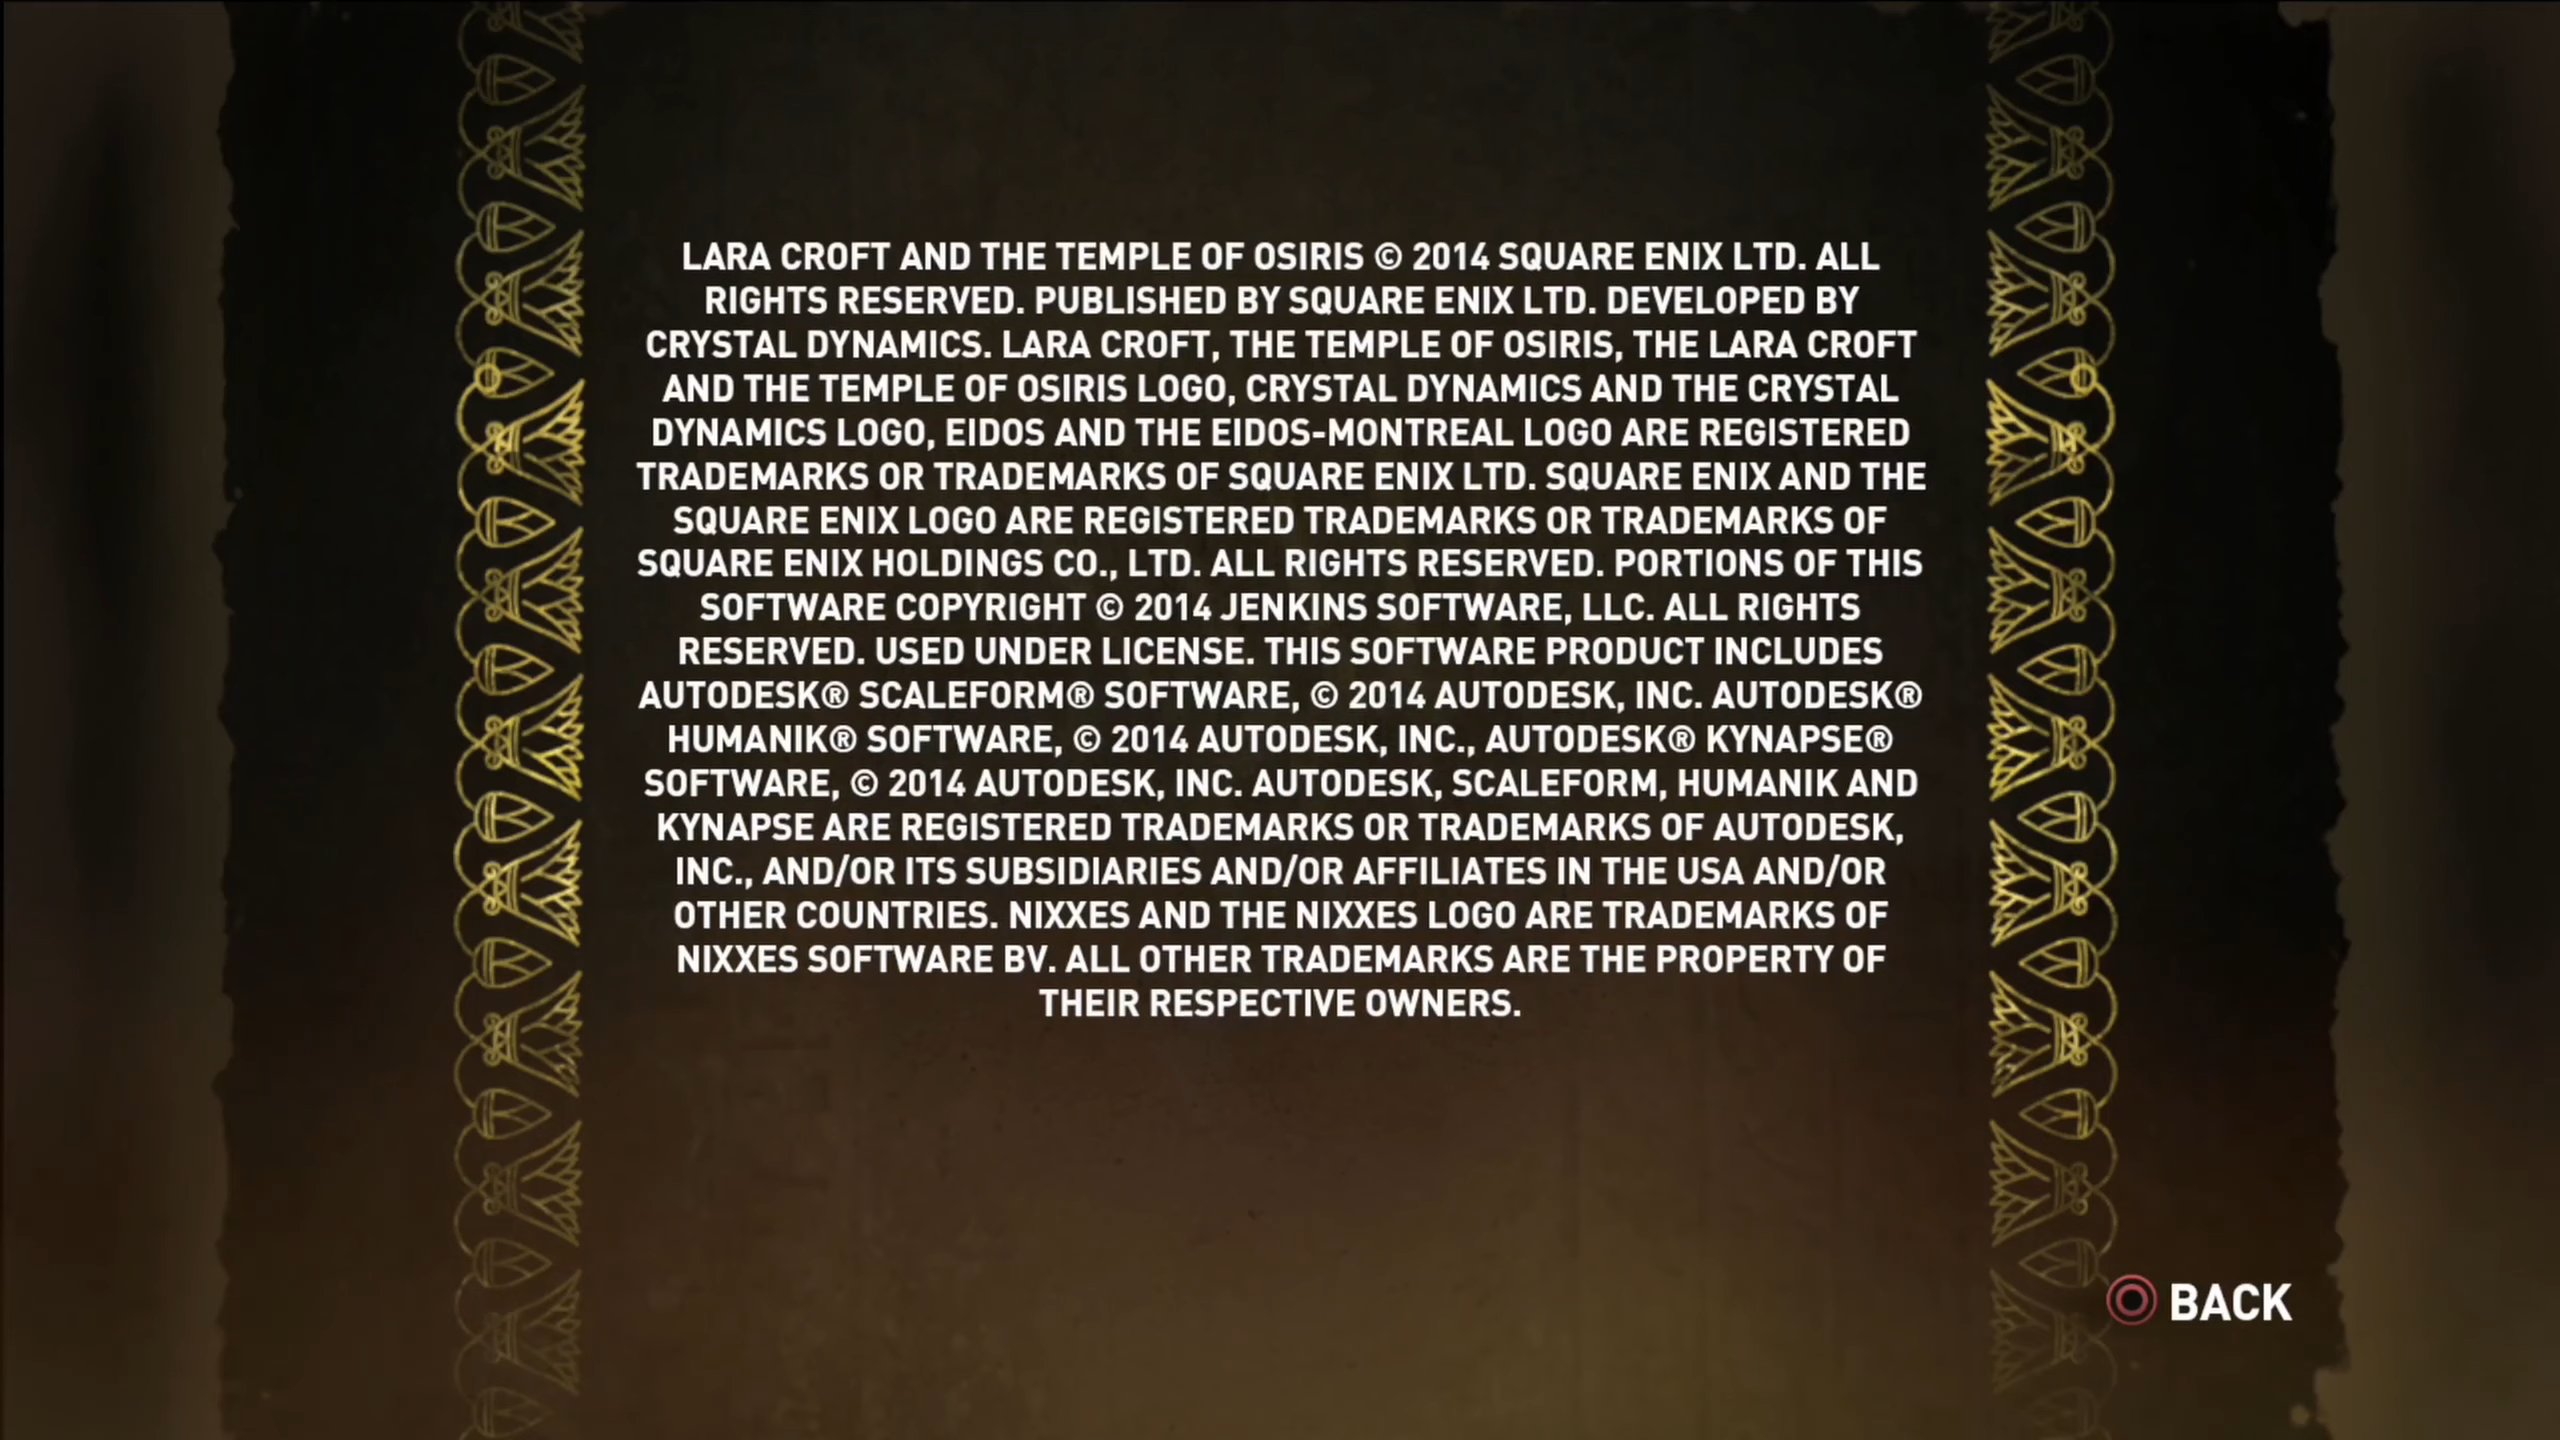 LARA CROFT AND THE TEMPLE OF OSIRIS © 2014 SQUARE ENIX LTD. ALL
RIGHTS RESERVED. PUBLISHED BY SQUARE ENIX LTD. DEVELOPED BY
CRYSTAL DYNAMICS. LARA CROFT, THE TEMPLE OF OSIRIS, THE LARA CROFT
AND THE TEMPLE OF OSIRIS LOGO, CRYSTAL DYNAMICS AND THE CRYSTAL
DYNAMICS LOGO, EIDOS AND THE EIDOS-MONTREAL LOGO ARE REGISTERED
TRADEMARKS OR TRADEMARKS OF SQUARE ENIX LTD. SQUARE ENIX AND THE
SQUARE ENIX LOGO ARE REGISTERED TRADEMARKS OR TRADEMARKS OF
SQUARE ENIX HOLDINGS CO., LTD. ALL RIGHTS RESERVED. PORTIONS OF THIS
SOFTWARE COPYRIGHT © 2014 JENKINS SOFTWARE, LLC. ALL RIGHTS
RESERVED. USED UNDER LICENSE. THIS SOFTWARE PRODUCT INCLUDES
AUTODESK® SCALEFORM® SOFTWARE, © 2014 AUTODESK, INC. AUTODESK®
HUMANIK® SOFTWARE, © 2014 AUTODESK, INC., AUTODESK® KYNAPSE®
SOFTWARE, © 2014 AUTODESK, INC. AUTODESK, SCALEFORM, HUMANIK AND
KYNAPSE ARE REGISTERED TRADEMARKS OR TRADEMARKS OF AUTODESK,
INC., AND/OR ITS SUBSIDIARIES AND/OR AFFILIATES IN THE USA AND/OR
OTHER COUNTRIES. NIXXES AND THE NIXXES LOGO ARE TRADEMARKS OF
NIXXES SOFTWARE BV. ALL OTHER TRADEMARKS ARE THE PROPERTY OF
THEIR RESPECTIVE OWNERS.
BACK